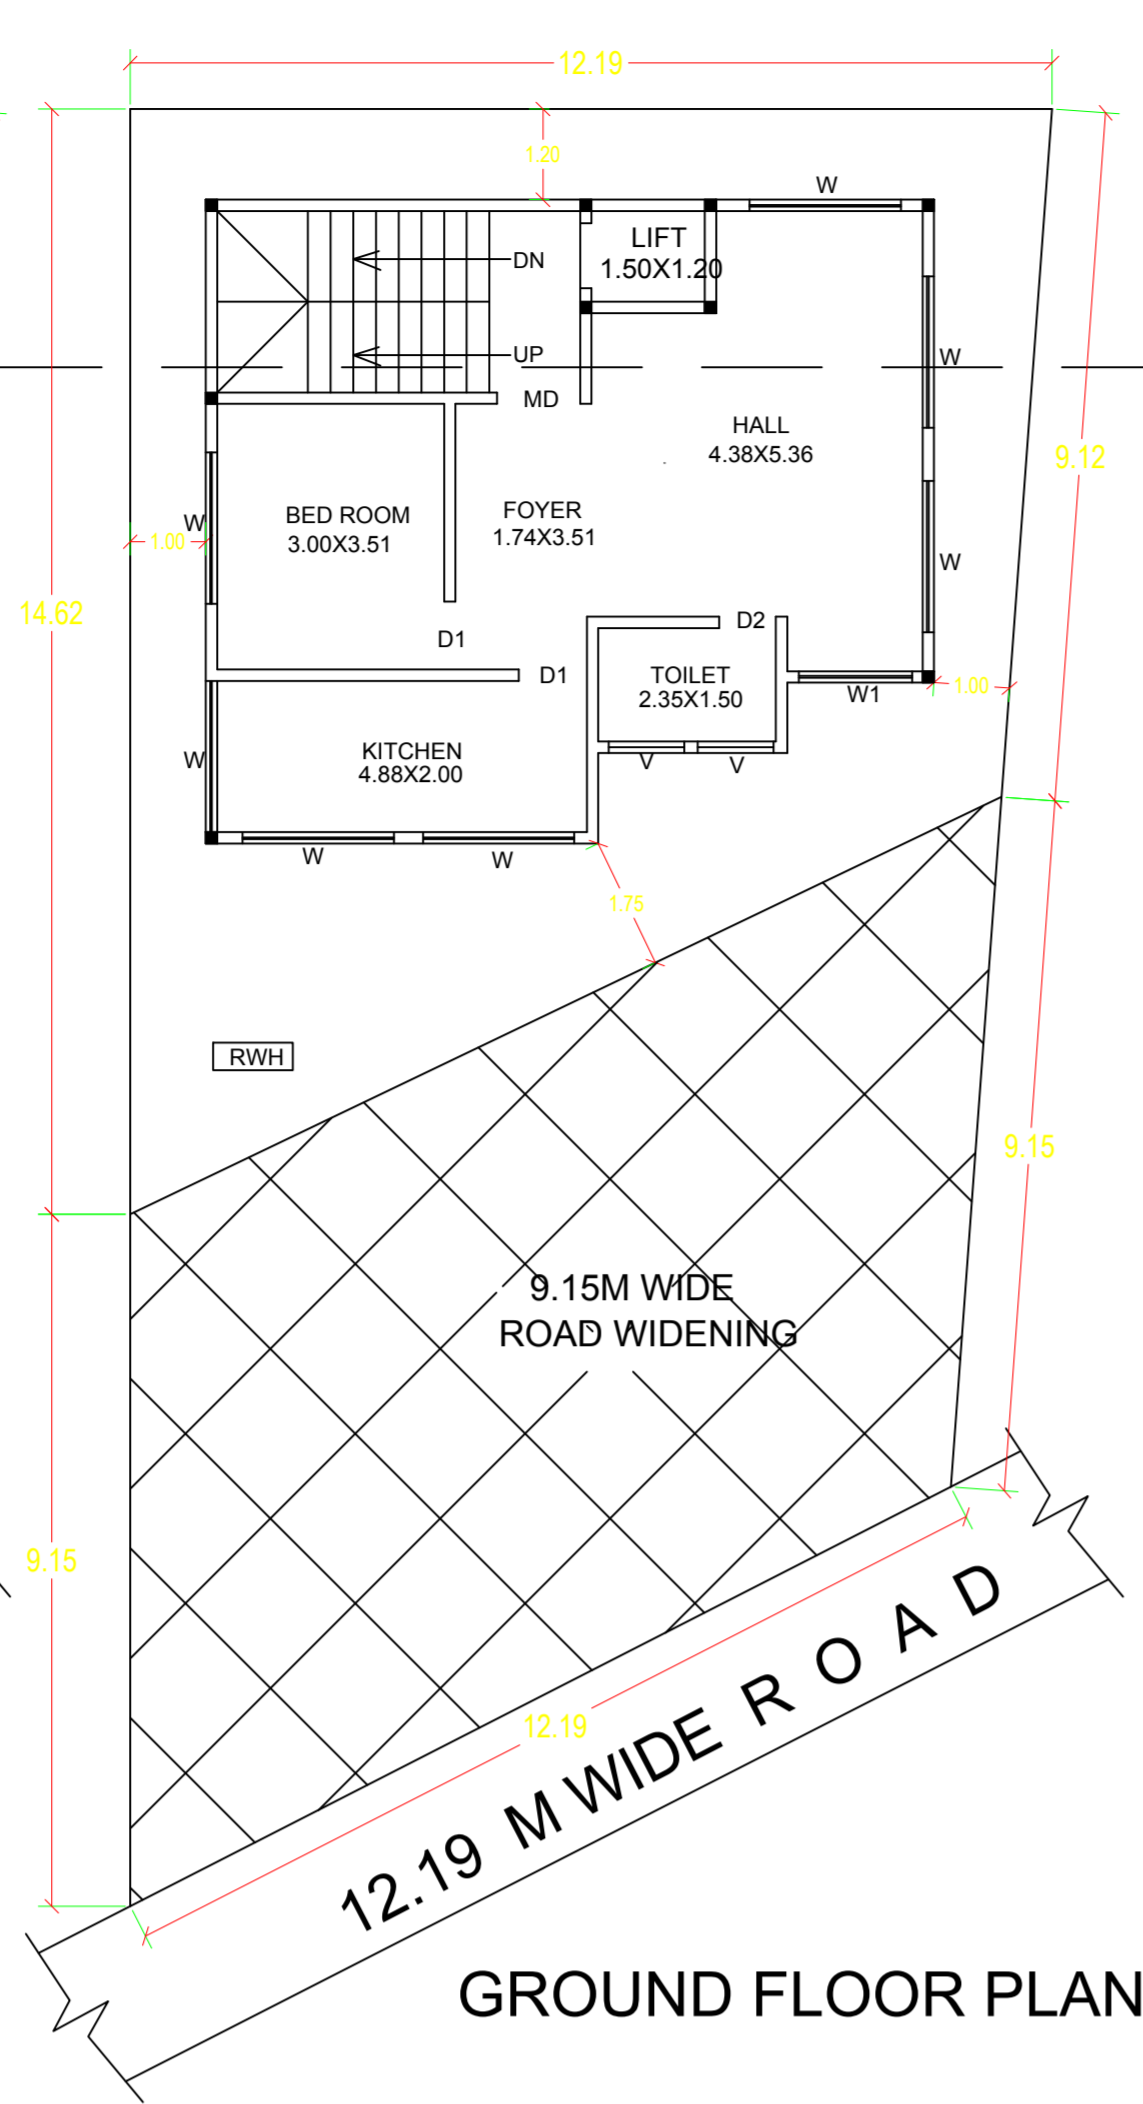 12.19
1.20
W
LIFT
1.50X1.20
DN
UP
MD
W
HALL
4.38X5.36
9.12
BED ROOM
3.00X3.51
FOYER
1.74X3.51
W
1.00
W
14.62
D1
D2
D1
TOILET
2.35X1.50
1.00
W1
KITCHEN
4.88X2.00
W
V
V
W
W
1.75
RWH
9.15
9.15M WIDE
ROAD WIDENING
9.15
12.19
12.19 M WIDE R O A D
GROUND FLOOR PLAN